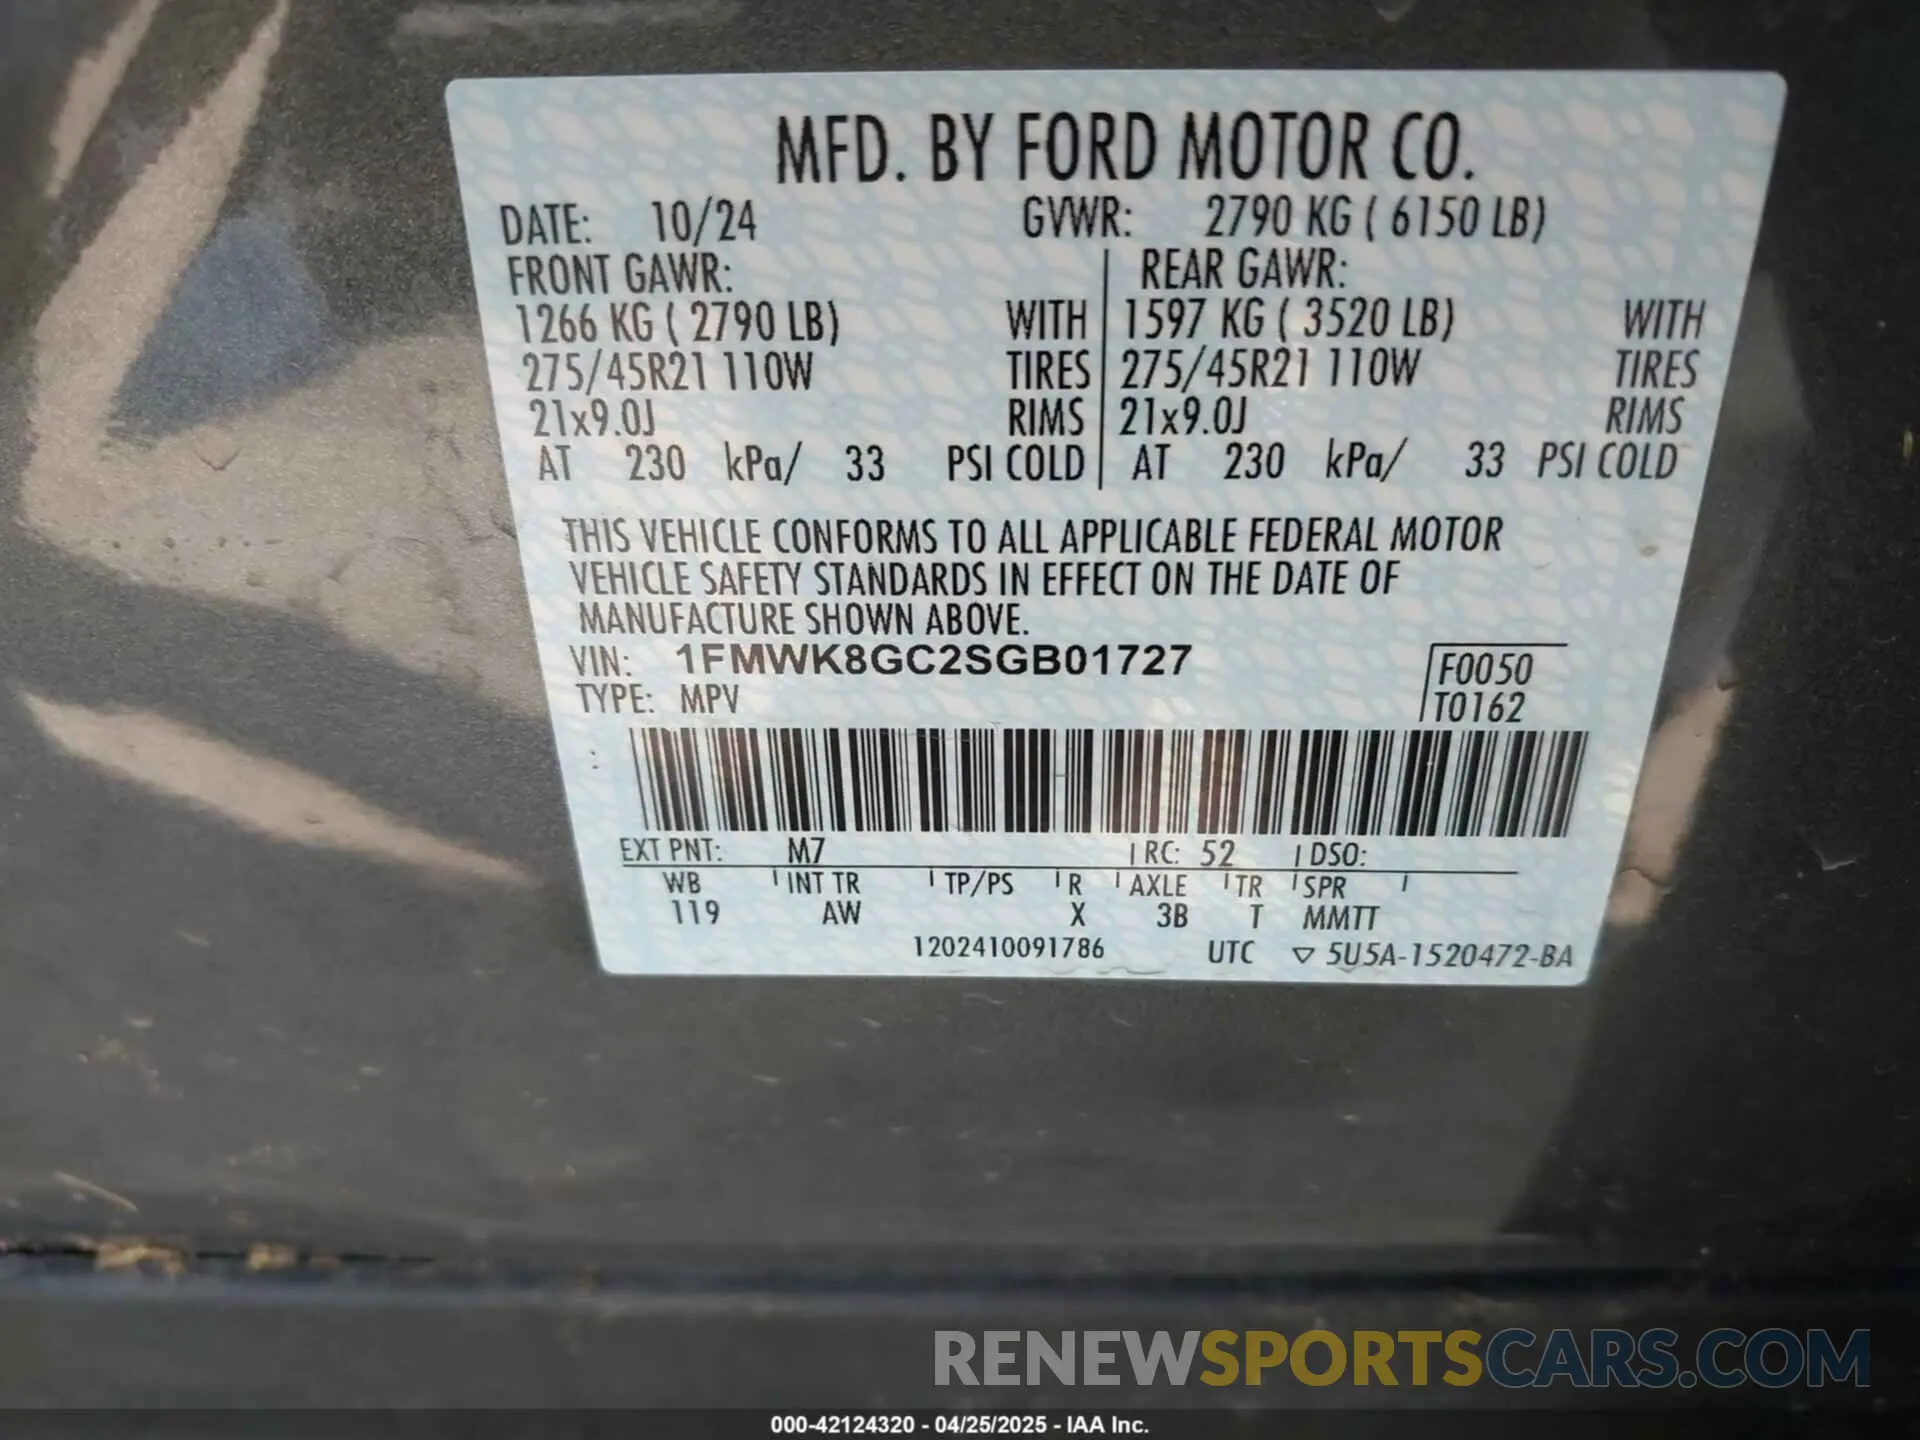 MFD. BY FORD MOTOR CO.
DATE: 10/24 GVWR: 2790 KG ( 6150 LB)
FRONT GAWR: REAR GAWR:
1266 KG ( 2790 LB) WITH 1597 KG ( 3520 LB) WITH
275/45R21 110W TIRES 275/45R21 110W TIRES
21x9.0J RIMS 21x9.0J RIMS
AT 230 kPa/ 33 PSI COLD AT 230 kPa/ 33 PSI COLD
THIS VEHICLE CONFORMS TO ALL APPLICABLE FEDERAL MOTOR
VEHICLE SAFETY STANDARDS IN EFFECT ON THE DATE OF
MANUFACTURE SHOWN ABOVE.
VIN: 1FMWK8GC2SGB01727 F0050
TYPE: MPV T0162
EXT PNT: M7 RC: 52 DSO:
WB INT TR TP/PS R AXLE TR SPR
119 AW X 3B T MMTT
1202410091786 UTC ▽ 5U5A-1520472-BA
RENEWSPORTSCARS.COM
000-42124320 - 04/25/2025 - IAA Inc.